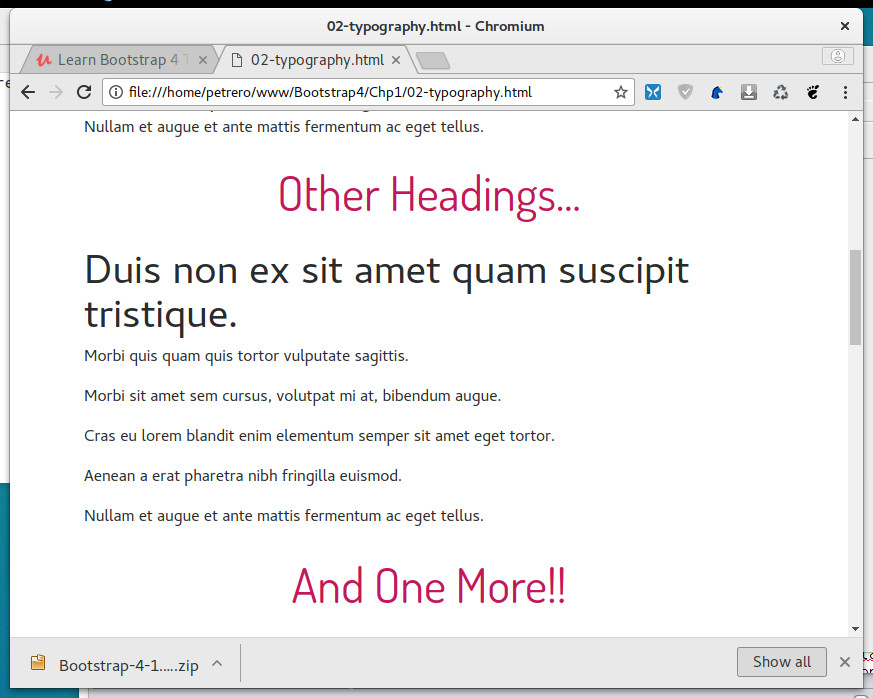 02-typography.html - Chromium
Learn Bootstrap 4 T
02-typography.html
file:///home/petrero/www/Bootstrap4/Chp1/02-typography.html
Nullam et augue et ante mattis fermentum ac eget tellus.
Other Headings...
Duis non ex sit amet quam suscipit
tristique.
Morbi quis quam quis tortor vulputate sagittis.
Morbi sit amet sem cursus, volutpat mi at, bibendum augue.
Cras eu lorem blandit enim elementum semper sit amet eget tortor.
Aenean a erat pharetra nibh fringilla euismod.
Nullam et augue et ante mattis fermentum ac eget tellus.
And One More!!
Bootstrap-4-1.....zip
Show all